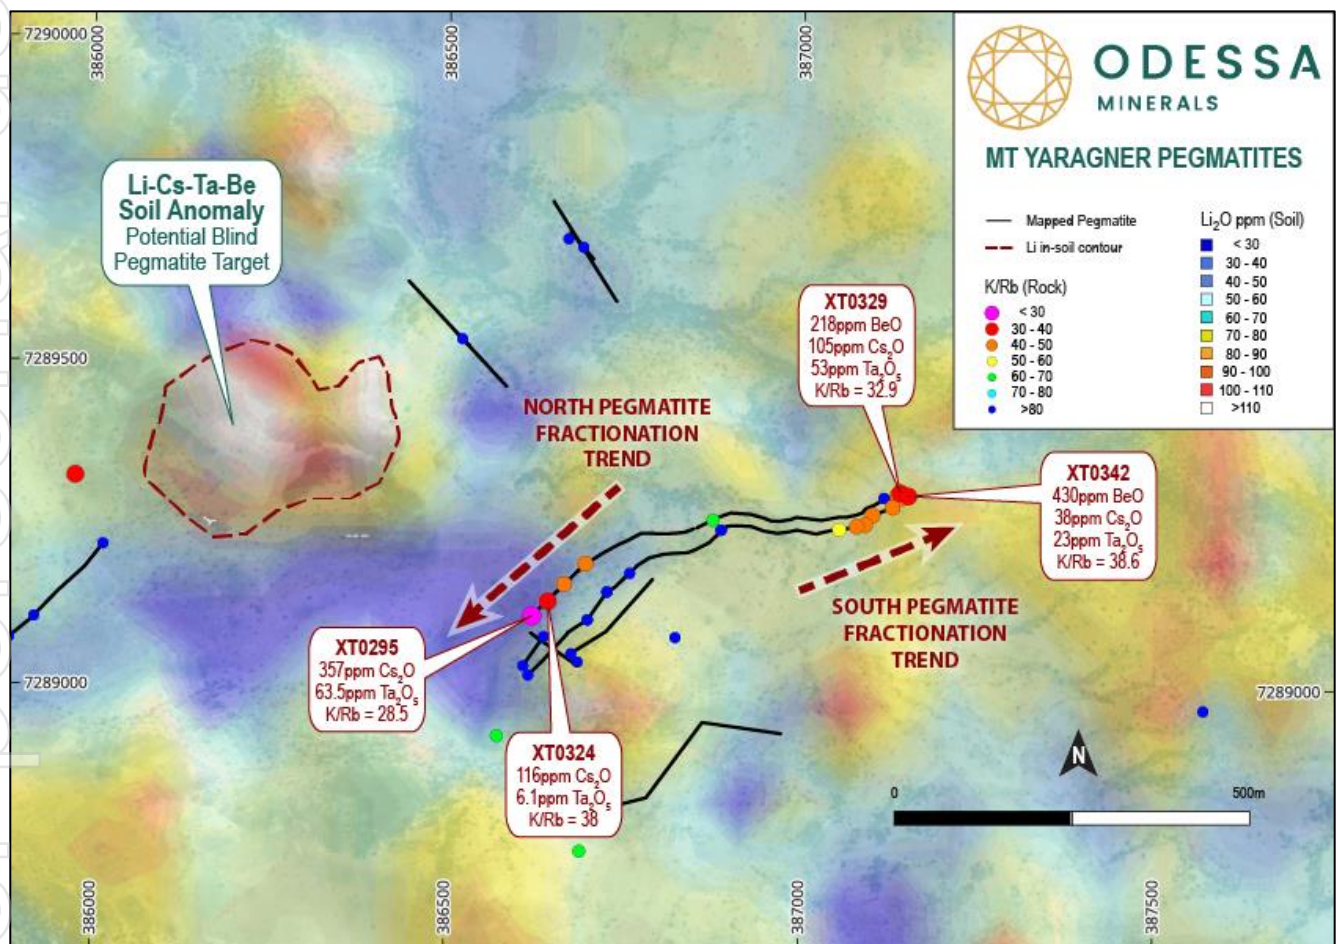 7290000
386000
386500
387000
ODESSA
MINERALS
MT YARAGNER PEGMATITES
Mapped Pegmatite
Li in-soil contour
K/Rb (Rock)
< 30
30 - 40
40 - 50
50 - 60
60 - 70
70 - 80
>80
Li₂O ppm (Soil)
< 30
30 - 40
40 - 50
50 - 60
60 - 70
70 - 80
80 - 90
90 - 100
100 - 110
>110
Li-Cs-Ta-Be
Soil Anomaly
Potential Blind
Pegmatite Target
7289500
XT0329
218ppm BeO
105ppm Cs₂O
53ppm Ta₂O₅
K/Rb = 32.9
NORTH PEGMATITE
FRACTIONATION
TREND
XT0342
430ppm BeO
38ppm Cs₂O
23ppm Ta₂O₅
K/Rb = 38.6
SOUTH PEGMATITE
FRACTIONATION
TREND
XT0295
357ppm Cs₂O
63.5ppm Ta₂O₅
K/Rb = 28.5
7289000
7289000
XT0324
116ppm Cs₂O
6.1ppm Ta₂O₅
K/Rb = 38
N
0
500m
386000
386500
387000
387500